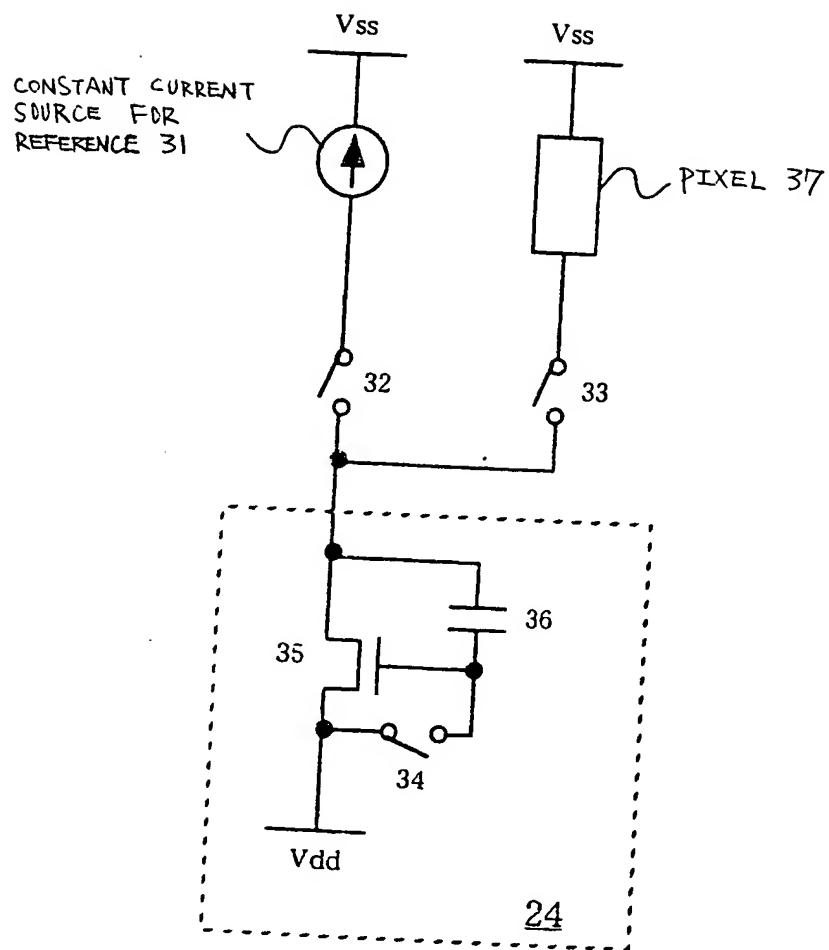 Vss
Vss
CONSTANT CURRENT
SOURCE FOR
REFERENCE 31
PIXEL 37
32
33
36
35
34
Vdd
24